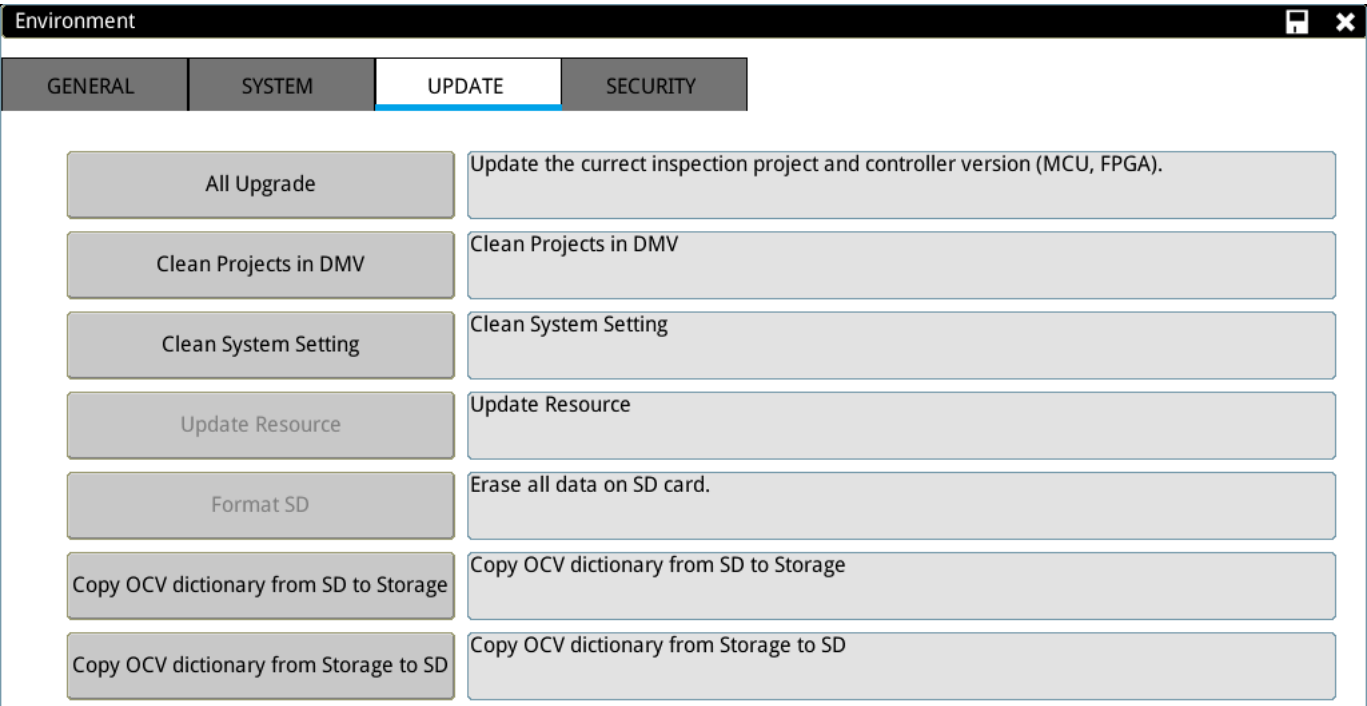 Environment
GENERAL SYSTEM UPDATE SECURITY
All Upgrade
Update the currect inspection project and controller version (MCU, FPGA).
Clean Projects in DMV
Clean Projects in DMV
Clean System Setting
Clean System Setting
Update Resource
Update Resource
Format SD
Erase all data on SD card.
Copy OCV dictionary from SD to Storage
Copy OCV dictionary from SD to Storage
Copy OCV dictionary from Storage to SD
Copy OCV dictionary from Storage to SD